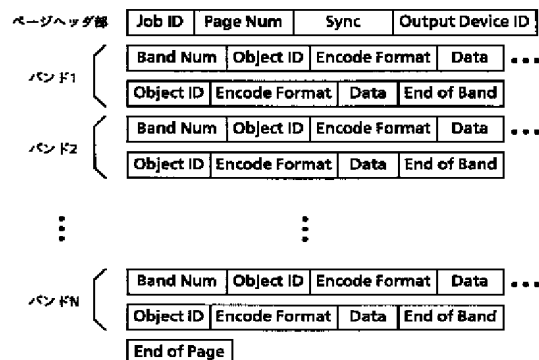 ページヘッダ部 Job ID Page Num Sync Output Device ID
バンド1 Band Num Object ID Encode Format Data
Object ID Encode Format Data End of Band
バンド2 Band Num Object ID Encode Format Data
Object ID Encode Format Data End of Band
バンドN Band Num Object ID Encode Format Data
Object ID Encode Format Data End of Band
End of Page